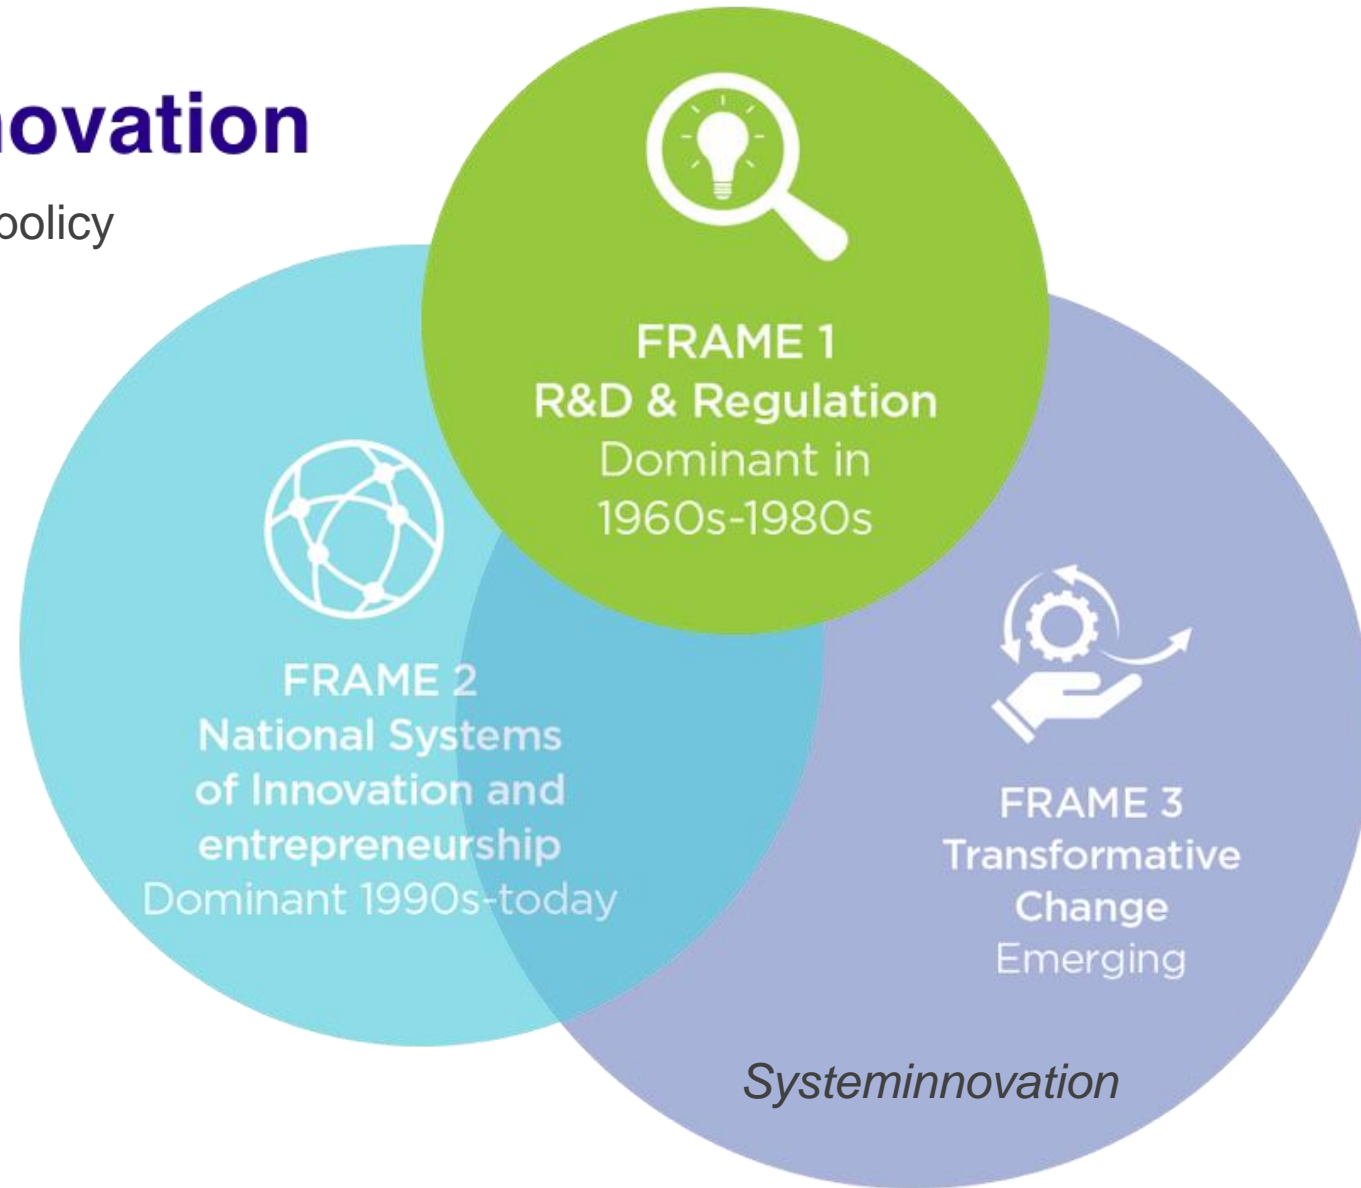 novation
policy
FRAME 1
R&D & Regulation
Dominant in
1960s-1980s
FRAME 2
National Systems
of Innovation and
entrepreneurship
Dominant 1990s-today
FRAME 3
Transformative
Change
Emerging
Systeminnovation